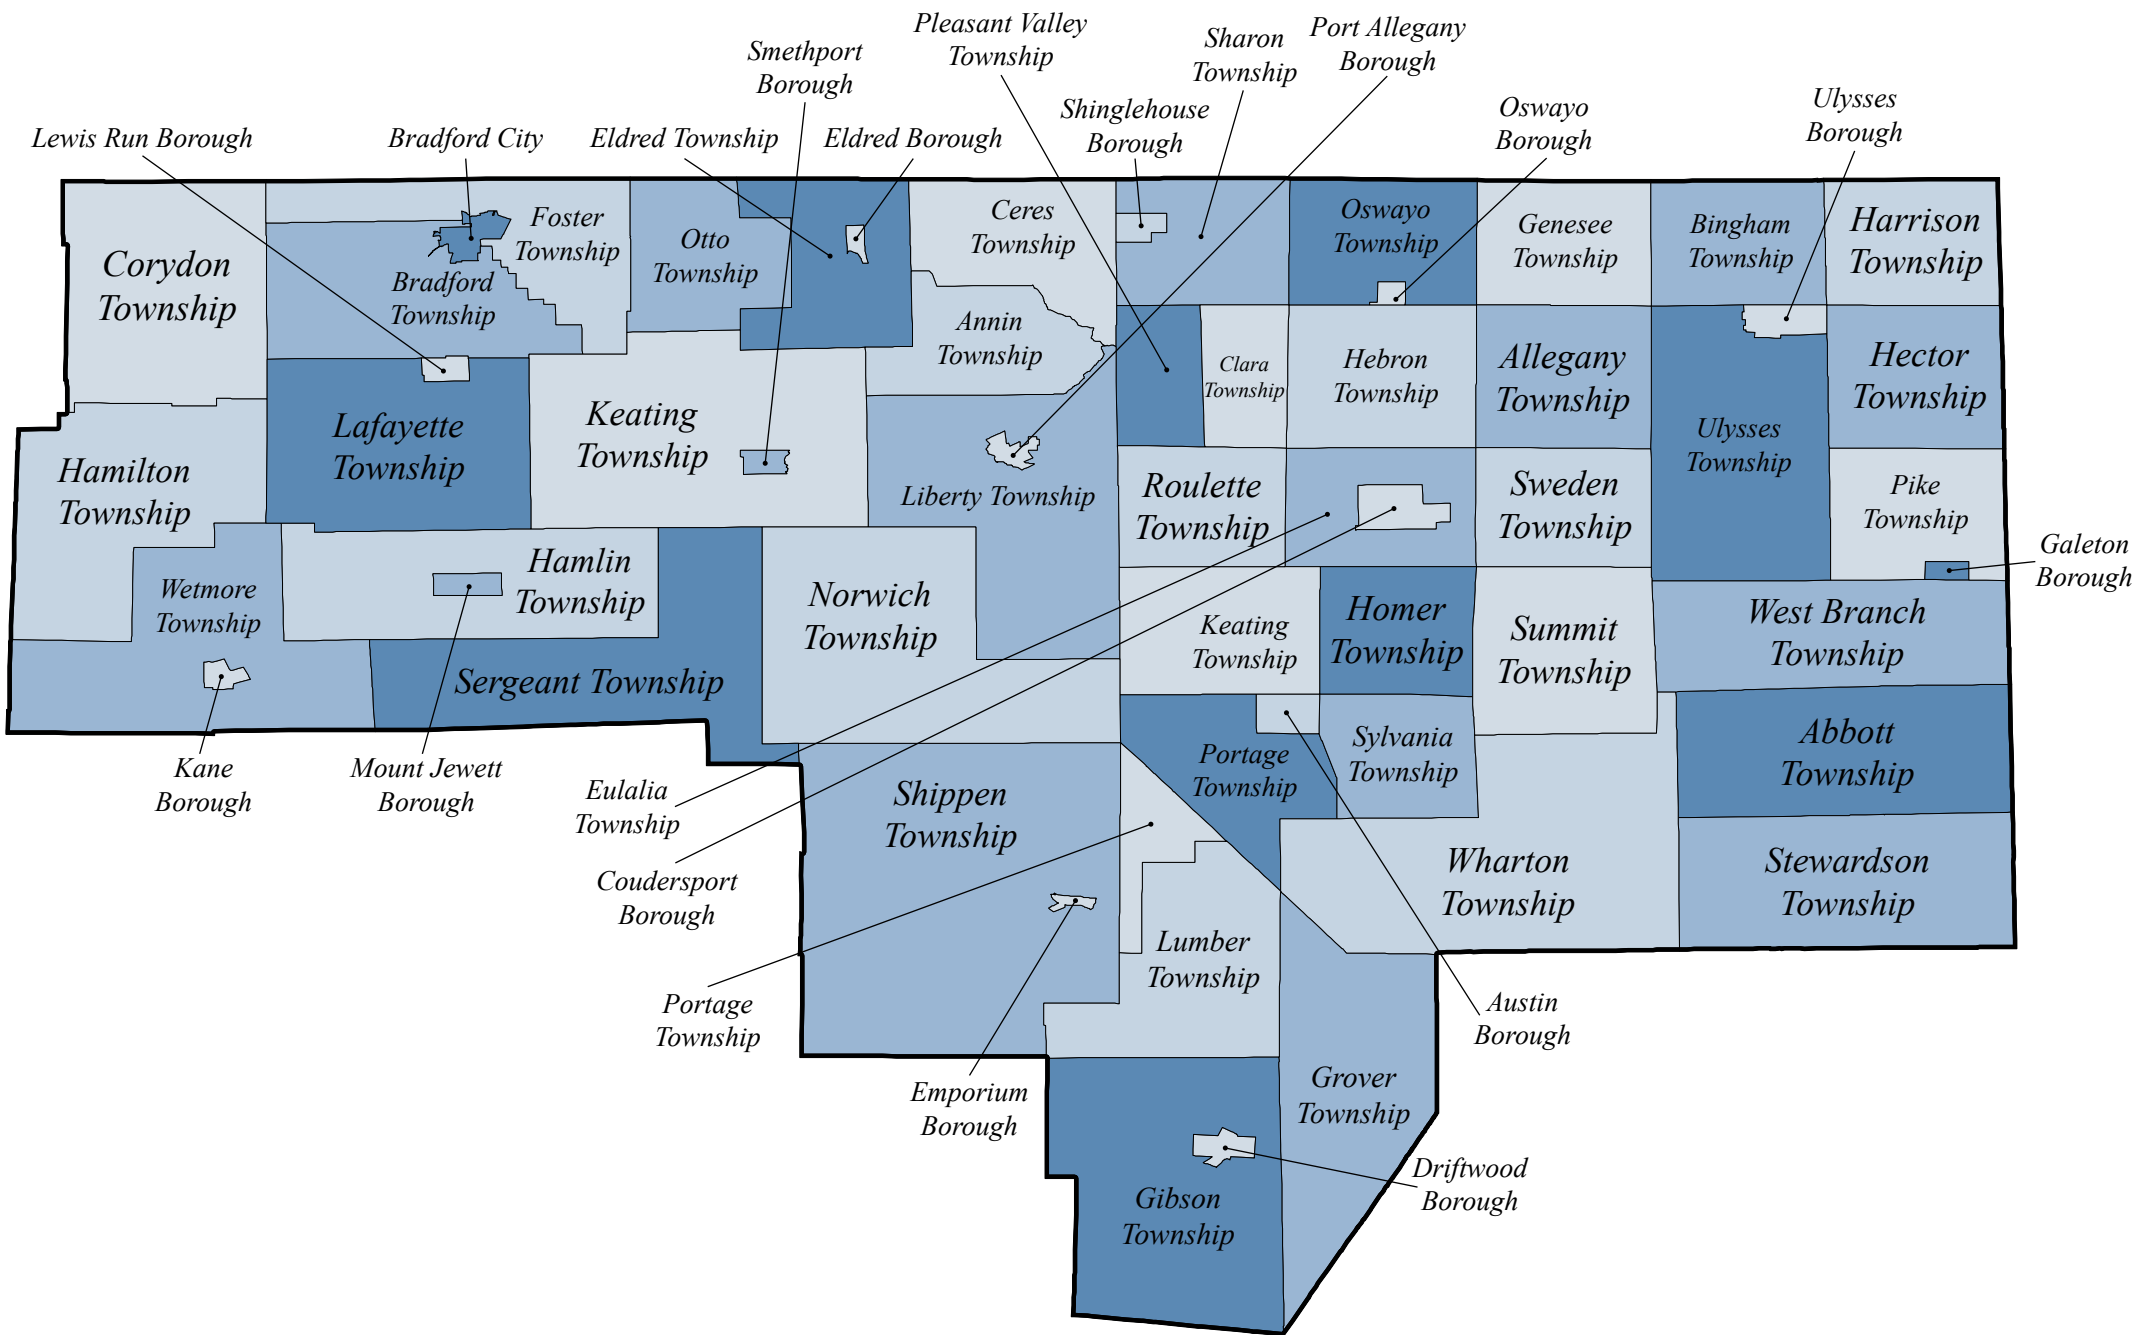 Pleasant Valley
Township
Sharon
Township
Port Allegany
Borough
Smethport
Borough
Shinglehouse
Borough
Oswayo
Borough
Ulysses
Borough
Lewis Run Borough
Bradford City
Eldred Township
Eldred Borough
Corydon
Township
Foster
Township
Bradford
Township
Otto
Township
Ceres
Township
Oswayo
Township
Genesee
Township
Bingham
Township
Harrison
Township
Annin
Township
Clara
Township
Hebron
Township
Allegany
Township
Hector
Township
Lafayette
Township
Keating
Township
Ulysses
Township
Hamilton
Township
Liberty Township
Roulette
Township
Sweden
Township
Pike
Township
Galeton
Borough
Wetmore
Township
Hamlin
Township
Norwich
Township
Keating
Township
Homer
Township
Summit
Township
West Branch
Township
Sergeant Township
Portage
Township
Sylvania
Township
Abbott
Township
Kane
Borough
Mount Jewett
Borough
Eulalia
Township
Shippen
Township
Coudersport
Borough
Wharton
Township
Stewardson
Township
Lumber
Township
Portage
Township
Austin
Borough
Emporium
Borough
Grover
Township
Gibson
Township
Driftwood
Borough